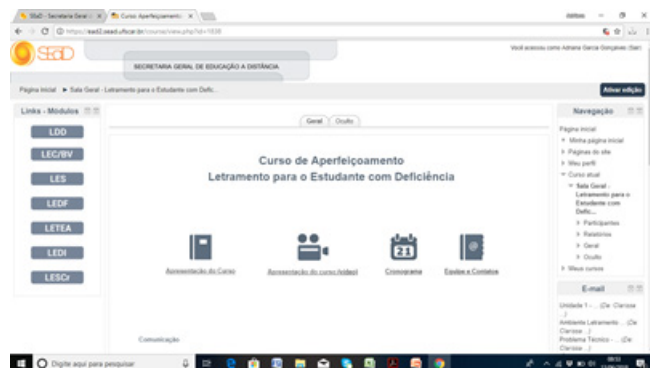 SEaD - Secretaria Geral
Curso: Aperfeiçoamento
https://ead2.sead.ufscar.br/course/view.php?id=1838
SEaD
SECRETARIA GERAL DE EDUCAÇÃO A DISTÂNCIA
Você acessou como Adriana Garcia Gonçalves (Sair)
Página inicial ► Sala Geral - Letramento para o Estudante com Defic...
Ativar edição
Links - Módulos
LDD
LEC/BV
LES
LEDF
LETEA
LEDI
LESCr
Geral
Oculto
Curso de Aperfeiçoamento
Letramento para o Estudante com Deficiência
Apresentação do Curso
Apresentação do curso (vídeo)
21
Cronograma
Equipe e Contatos
Comunicação
Navegação
Página inicial
Minha página inicial
Páginas do site
Meu perfil
Curso atual
Sala Geral -
Letramento para o
Estudante com
Defic...
Participantes
Relatórios
Geral
Oculto
Meus cursos
E-mail
Unidade 1 - ... (De Clarisse
...)
Ambiente Letramento ... (De
Clarisse ...)
Problema Técnico - ... (De
Clarisse ...)
Digite aqui para pesquisar